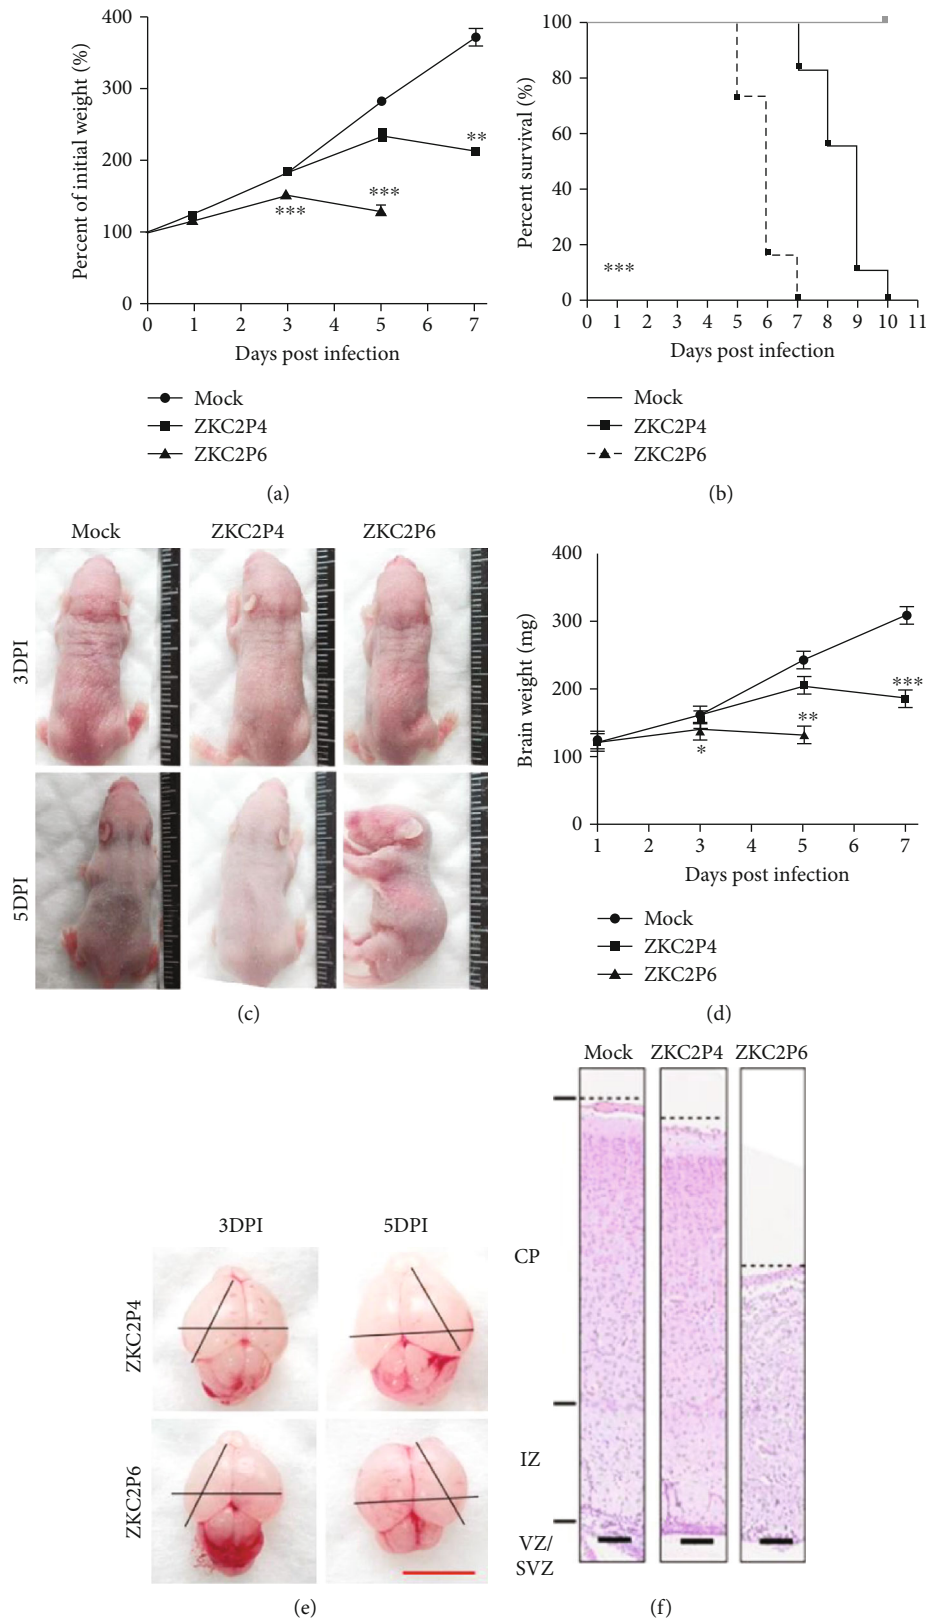 400
300
200
100
0
Percent of initial weight (%)
**
***
***
0 1 2 3 4 5 6 7
Days post infection
Mock
ZKC2P4
ZKC2P6
(a)
100
80
60
40
20
0
Percent survival (%)
***
0 1 2 3 4 5 6 7 8 9 10 11
Days post infection
Mock
ZKC2P4
ZKC2P6
(b)
Mock ZKC2P4 ZKC2P6
3DPI
5DPI
(c)
400
300
200
100
0
Brain weight (mg)
***
**
*
1 2 3 4 5 6 7
Days post infection
Mock
ZKC2P4
ZKC2P6
(d)
3DPI 5DPI
ZKC2P4
ZKC2P6
(e)
Mock ZKC2P4 ZKC2P6
CP
IZ
VZ/
SVZ
(f)